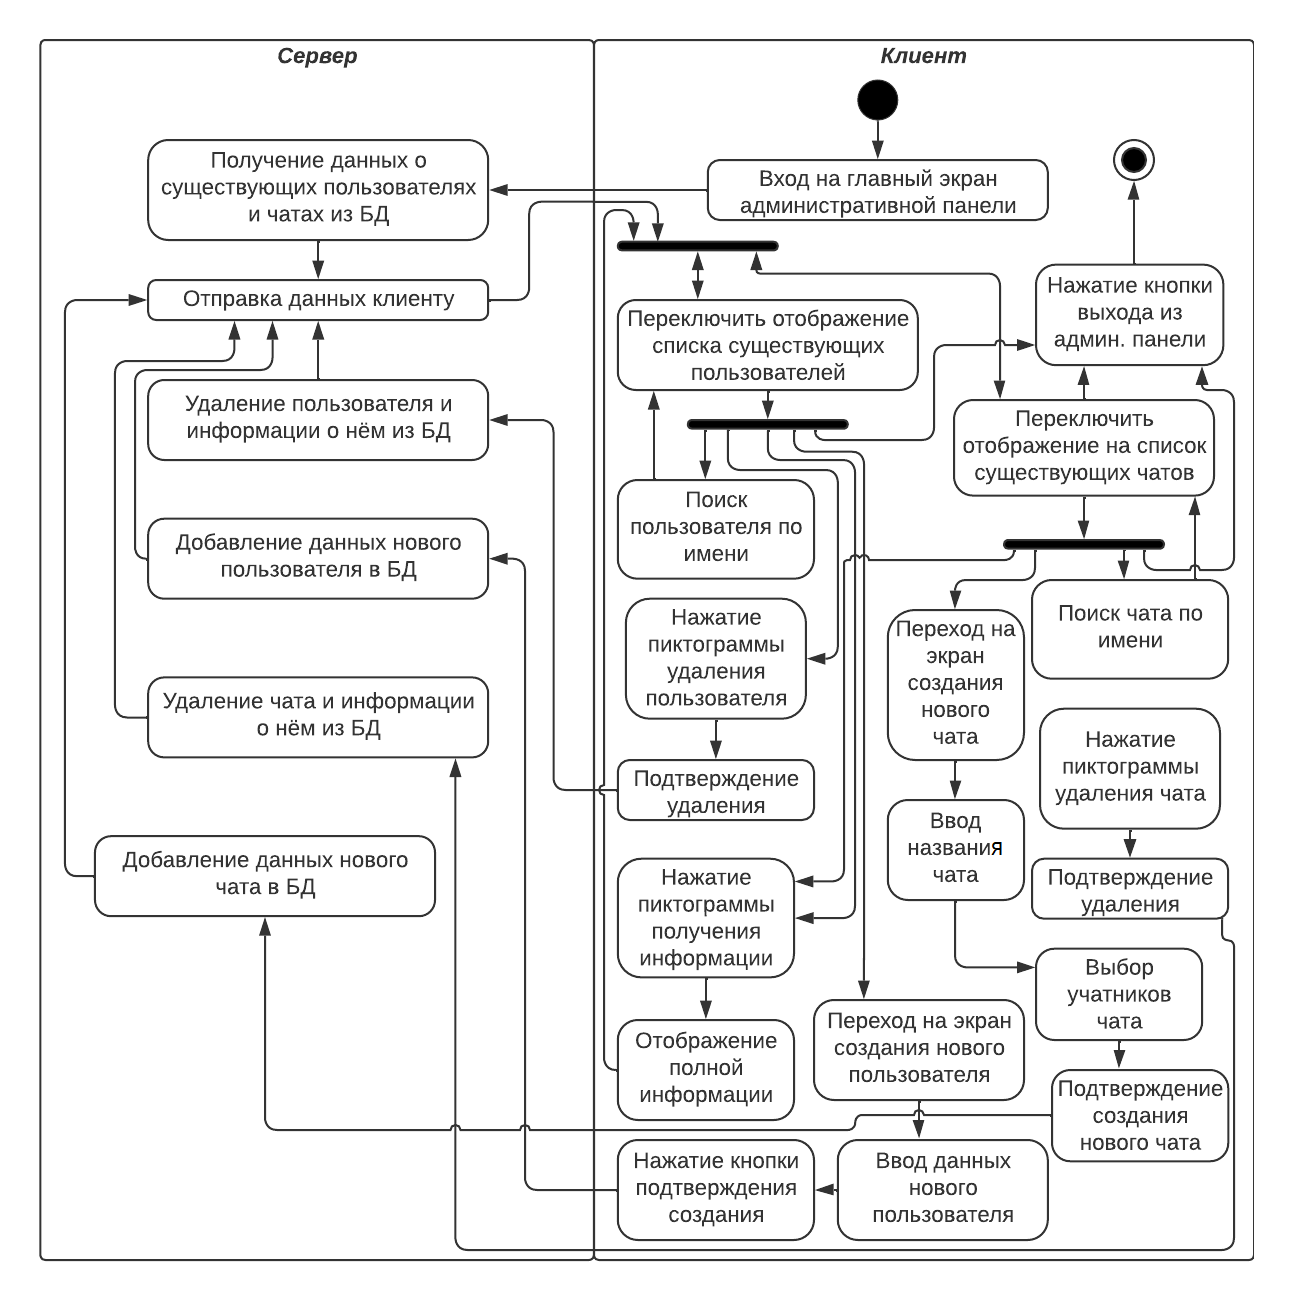 Сервер
Получение данных о
существующих пользователях
и чатах из БД
Отправка данных клиенту
Удаление пользователя и
информации о нём из БД
Добавление данных нового
пользователя в БД
Удаление чата и информации
о нём из БД
Добавление данных нового
чата в БД
Клиент
Вход на главный экран
административной панели
Нажатие кнопки
выхода из
админ. панели
Переключить отображение
списка существующих
пользователей
Переключить
отображение на список
существующих чатов
Поиск
пользователя по
имени
Нажатие
пиктограммы
удаления
пользователя
Подтверждение
удаления
Переход на
экран
создания
нового
чата
Поиск чата по
имени
Нажатие
пиктограммы
удаления чата
Ввод
названия
чата
Подтверждение
удаления
Нажатие
пиктограммы
получения
информации
Выбор
учатников
чата
Отображение
полной
информации
Переход на экран
создания нового
пользователя
Подтверждение
создания
нового чата
Нажатие кнопки
подтверждения
создания
Ввод данных
нового
пользователя